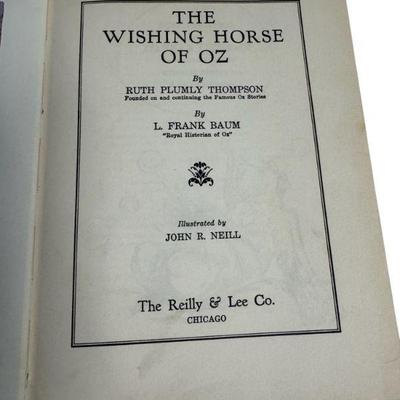 THE
WISHING HORSE
OF OZ
By
RUTH PLUMLY THOMPSON
Founded on and continuing the Famous Oz Stories
By
L. FRANK BAUM
"Royal Historian of Oz"
Illustrated by
JOHN R. NEILL
The Reilly & Lee Co.
CHICAGO